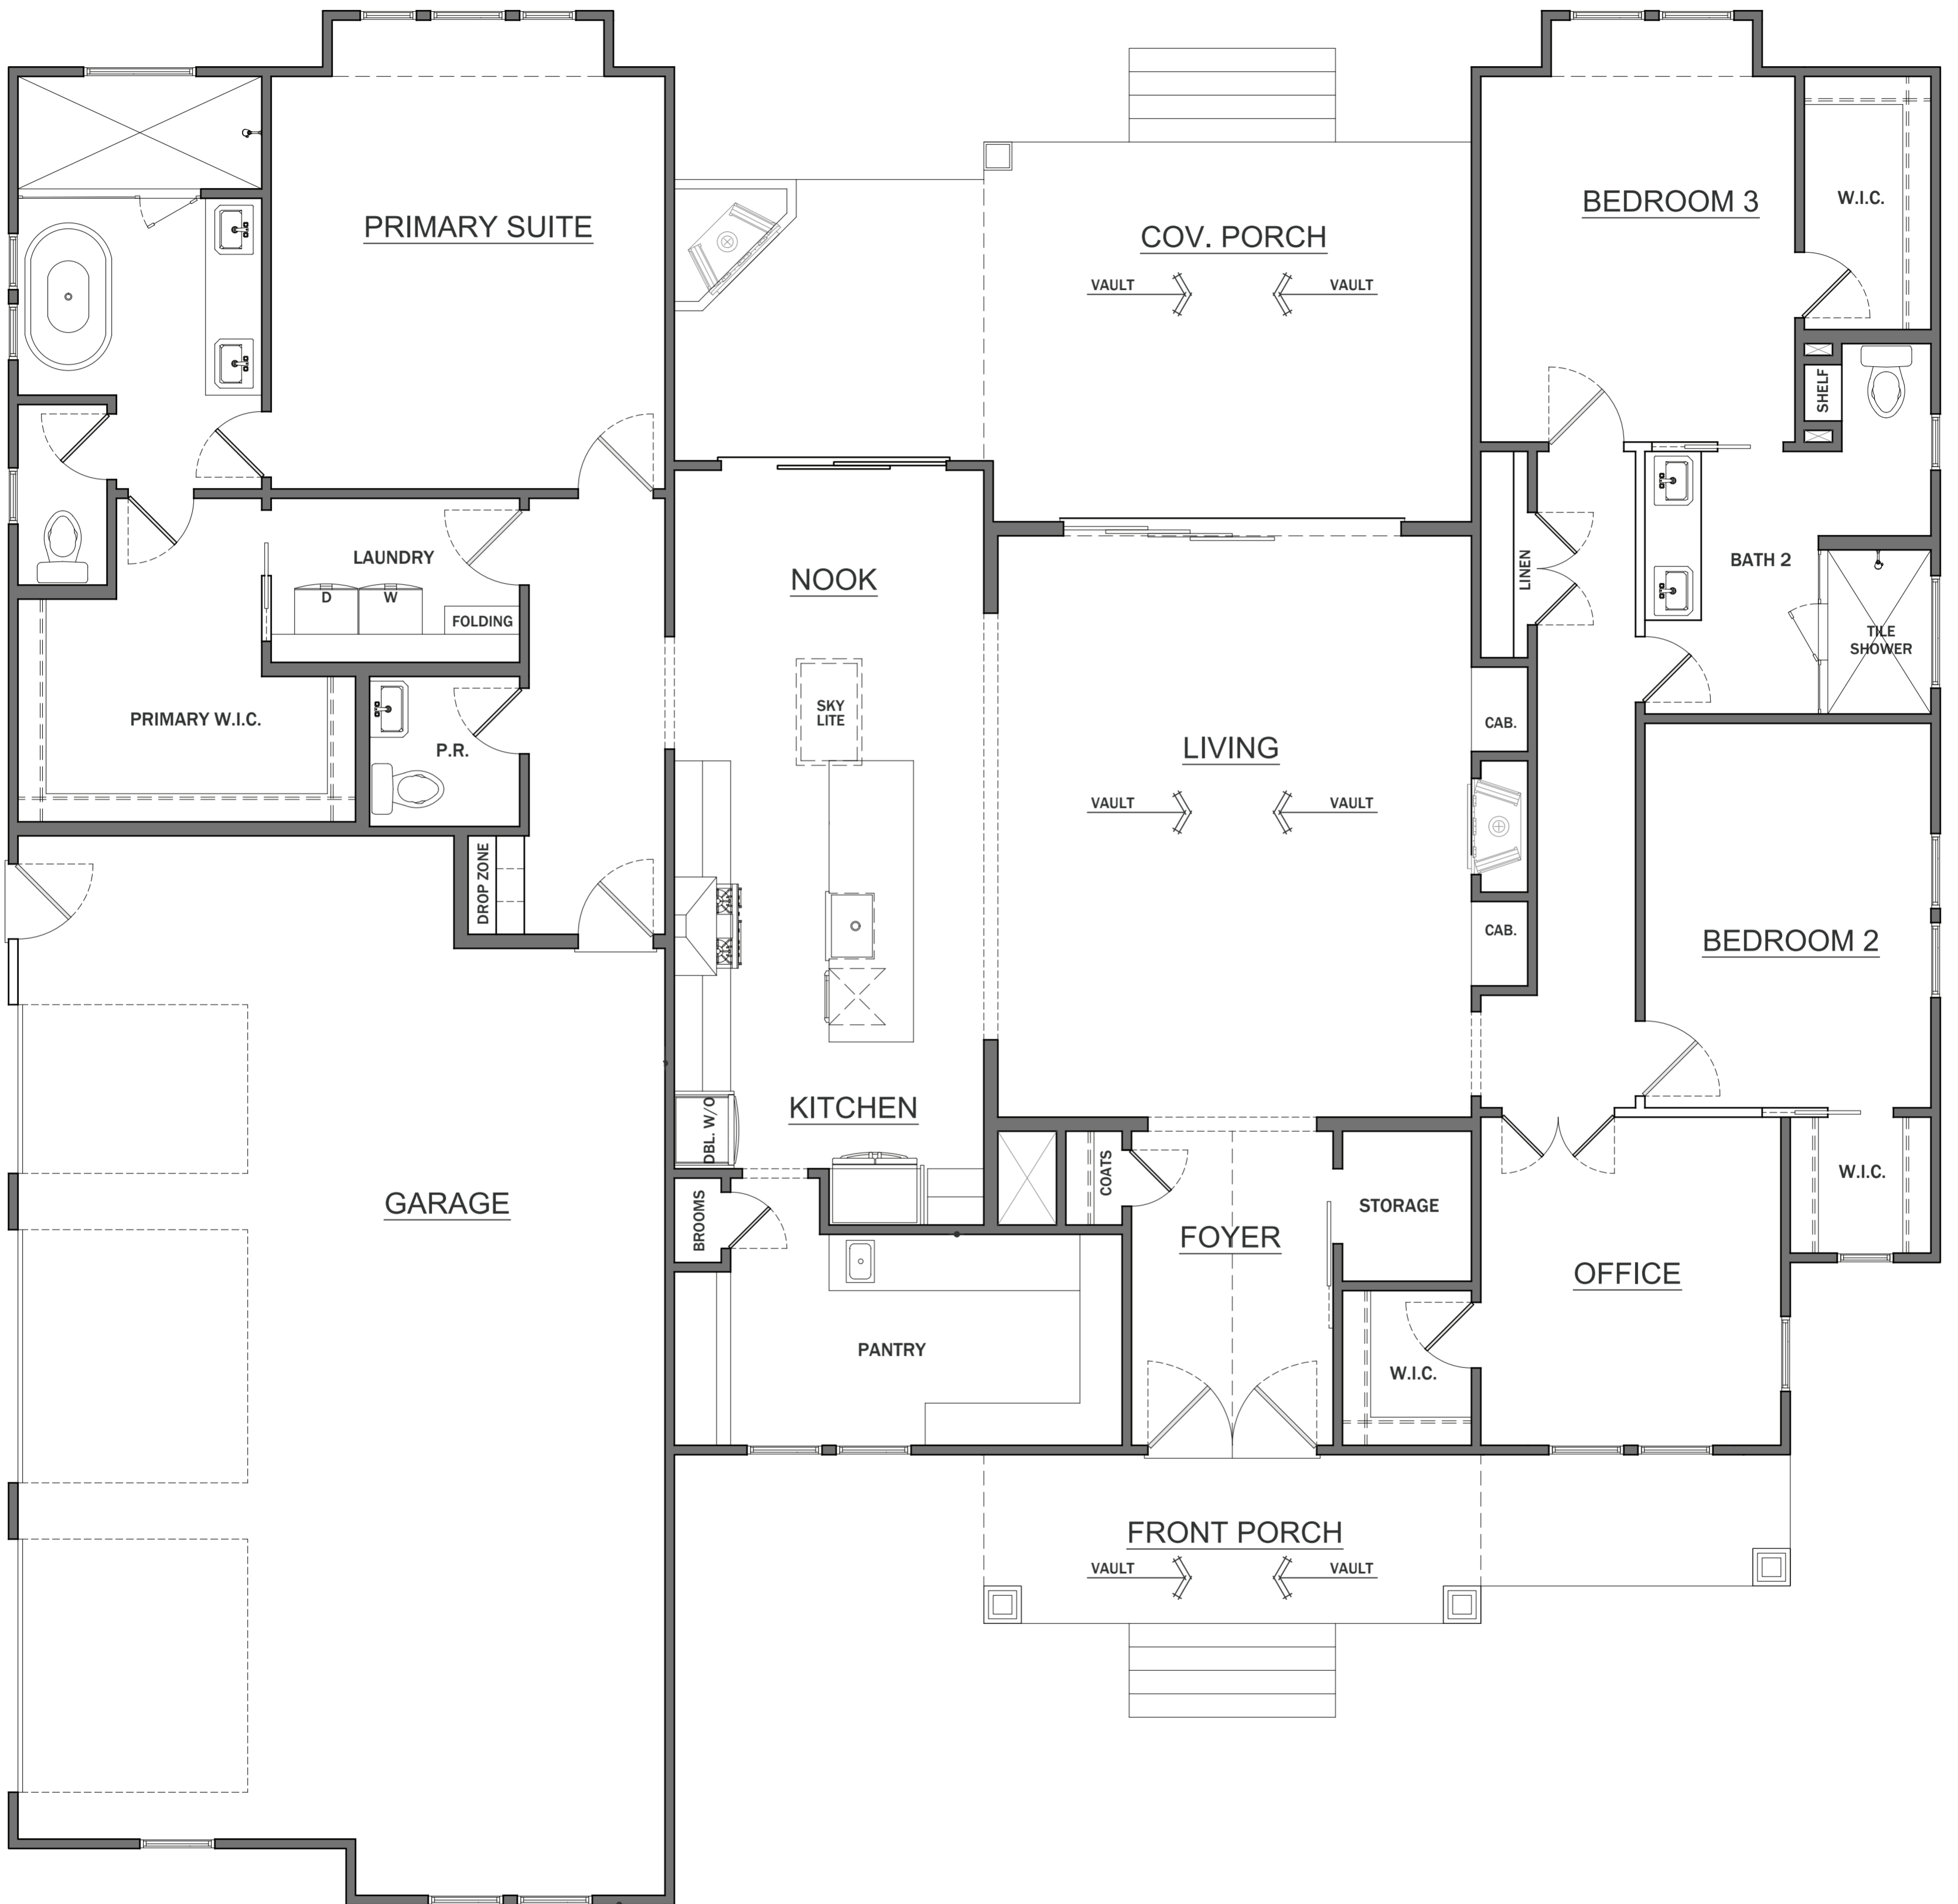 PRIMARY SUITE
BEDROOM 3
W.I.C.
COV. PORCH
VAULT
VAULT
SHELF
LAUNDRY
D
W
FOLDING
NOOK
LINEN
BATH 2
TILE
SHOWER
PRIMARY W.I.C.
P.R.
SKY
LITE
LIVING
VAULT
VAULT
CAB.
CAB.
DROP ZONE
BEDROOM 2
KITCHEN
DBL. W/O
GARAGE
BROOMS
COATS
FOYER
STORAGE
W.I.C.
OFFICE
PANTRY
W.I.C.
FRONT PORCH
VAULT
VAULT